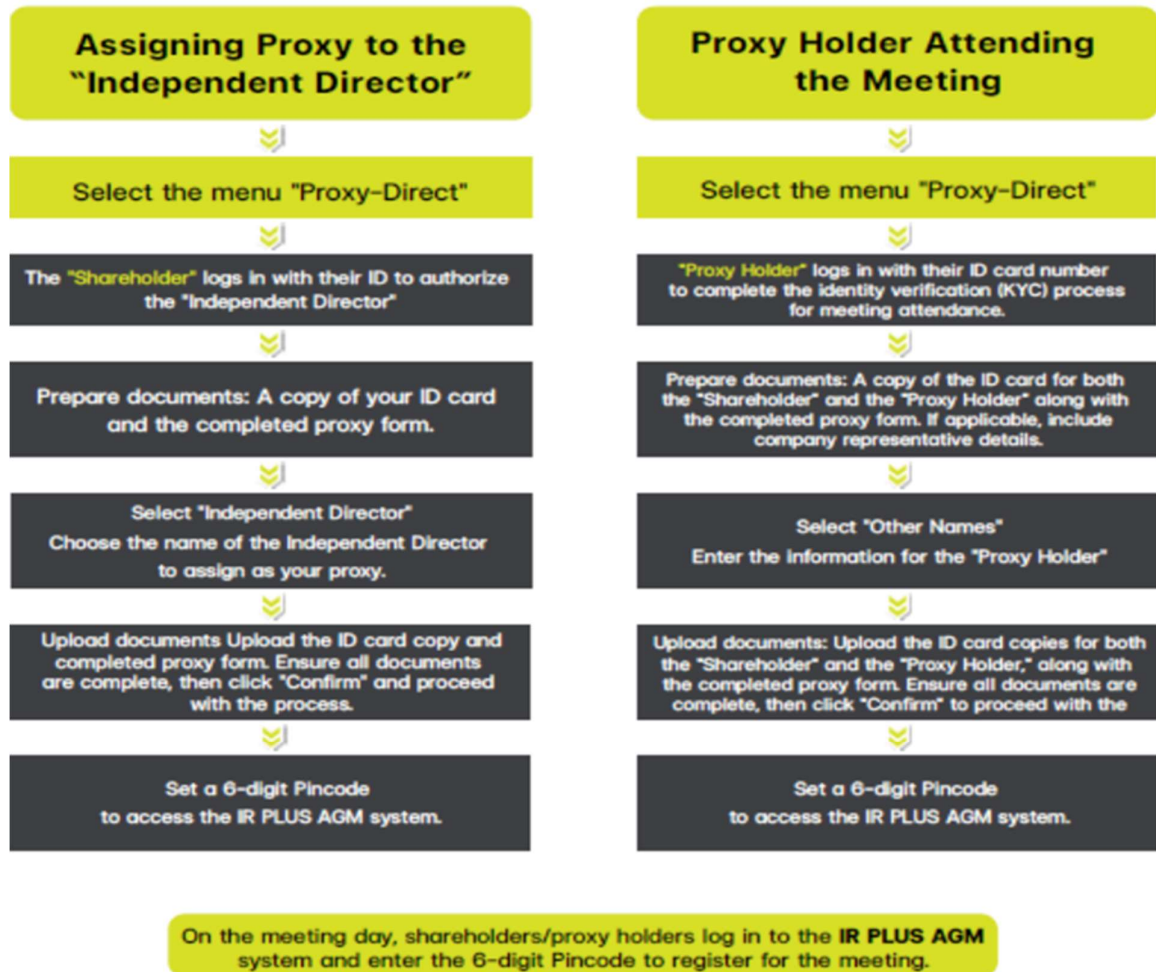 Assigning Proxy to the
“Independent Director”
Select the menu "Proxy-Direct"
The "Shareholder" logs in with their ID to authorize
the "Independent Director"
Prepare documents: A copy of your ID card
and the completed proxy form.
Select "Independent Director"
Choose the name of the Independent Director
to assign as your proxy.
Upload documents Upload the ID card copy and
completed proxy form. Ensure all documents
are complete, then click "Confirm" and proceed
with the process.
Set a 6-digit Pincode
to access the IR PLUS AGM system.
Proxy Holder Attending
the Meeting
Select the menu "Proxy-Direct"
"Proxy Holder" logs in with their ID card number
to complete the identity verification (KYC) process
for meeting attendance.
Prepare documents: A copy of the ID card for both
the "Shareholder" and the "Proxy Holder" along with
the completed proxy form. If applicable, include
company representative details.
Select "Other Names"
Enter the information for the "Proxy Holder"
Upload documents: Upload the ID card copies for both
the "Shareholder" and the "Proxy Holder," along with
the completed proxy form. Ensure all documents are
complete, then click "Confirm" to proceed with the
Set a 6-digit Pincode
to access the IR PLUS AGM system.
On the meeting day, shareholders/proxy holders log in to the IR PLUS AGM
system and enter the 6-digit Pincode to register for the meeting.